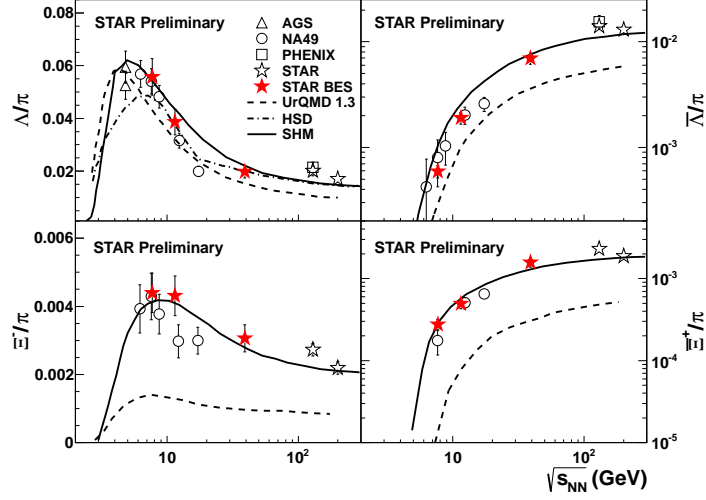 STAR Preliminary
AGS
NA49
PHENIX
STAR
STAR BES
UrQMD 1.3
HSD
SHM
0.06
0.04
0.02
Λ/π
STAR Preliminary
10⁻²
10⁻³
Λ̅/π
STAR Preliminary
0.006
0.004
0.002
0
Ξ⁻/π
10
10²
STAR Preliminary
10⁻³
10⁻⁴
10⁻⁵
Ξ̅⁺/π
10
10²
√sNN (GeV)